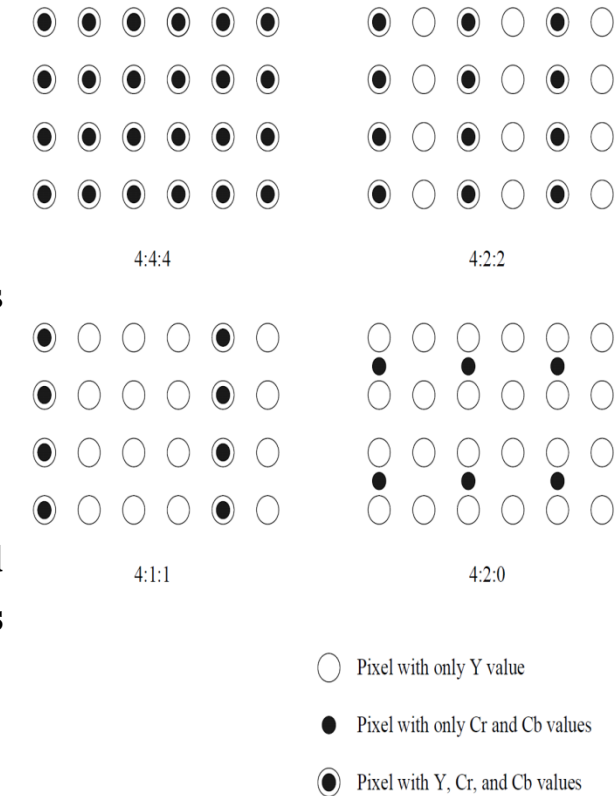 4:4:4
4:2:2
s
4:1:1
4:2:0
l
s
Pixel with only Y value
Pixel with only Cr and Cb values
Pixel with Y, Cr, and Cb values